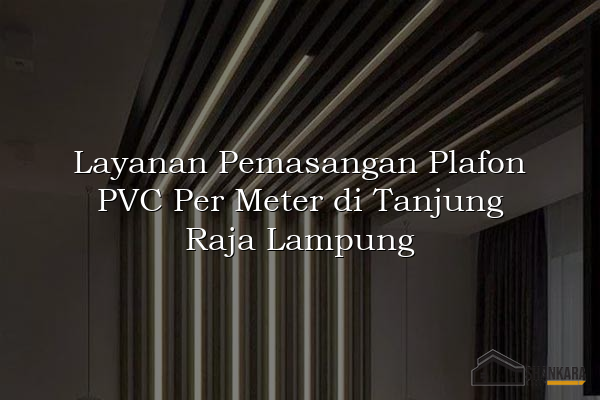 Layanan Pemasangan Plafon
PVC Per Meter di Tanjung
Raja Lampung